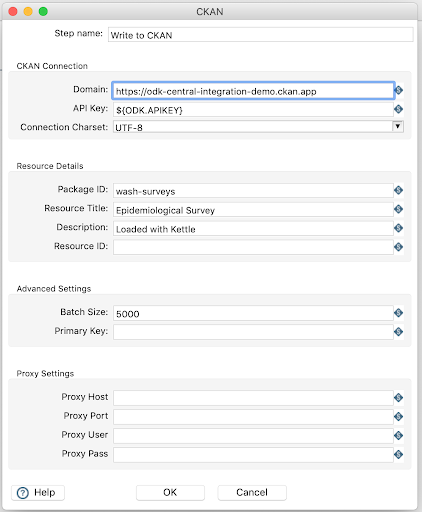 CKAN
Step name: Write to CKAN
CKAN Connection
Domain: https://odk-central-integration-demo.ckan.app
API Key: ${ODK.APIKEY}
Connection Charset: UTF-8
Resource Details
Package ID: wash-surveys
Resource Title: Epidemiological Survey
Description: Loaded with Kettle
Resource ID:
Advanced Settings
Batch Size: 5000
Primary Key:
Proxy Settings
Proxy Host
Proxy Port
Proxy User
Proxy Pass
? Help OK Cancel